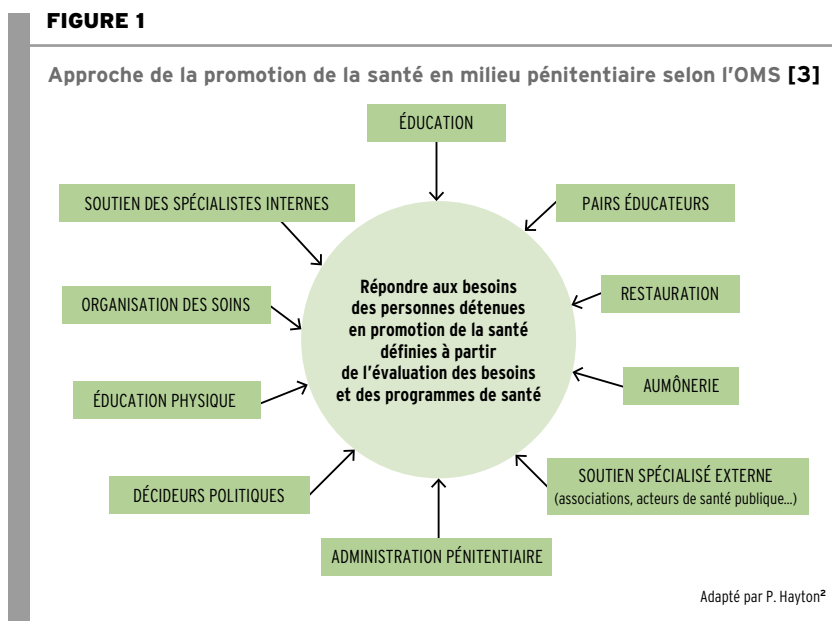 FIGURE 1
Approche de la promotion de la santé en milieu pénitentiaire selon l'OMS [3]
ÉDUCATION
SOUTIEN DES SPÉCIALISTES INTERNES
PAIRS ÉDUCATEURS
ORGANISATION DES SOINS
RESTAURATION
Répondre aux besoins
des personnes détenues
en promotion de la santé
définies à partir
de l'évaluation des besoins
et des programmes de santé
ÉDUCATION PHYSIQUE
AUMÔNERIE
DÉCIDEURS POLITIQUES
SOUTIEN SPÉCIALISÉ EXTERNE
(associations, acteurs de santé publique...)
ADMINISTRATION PÉNITENTIAIRE
Adapté par P. Hayton²